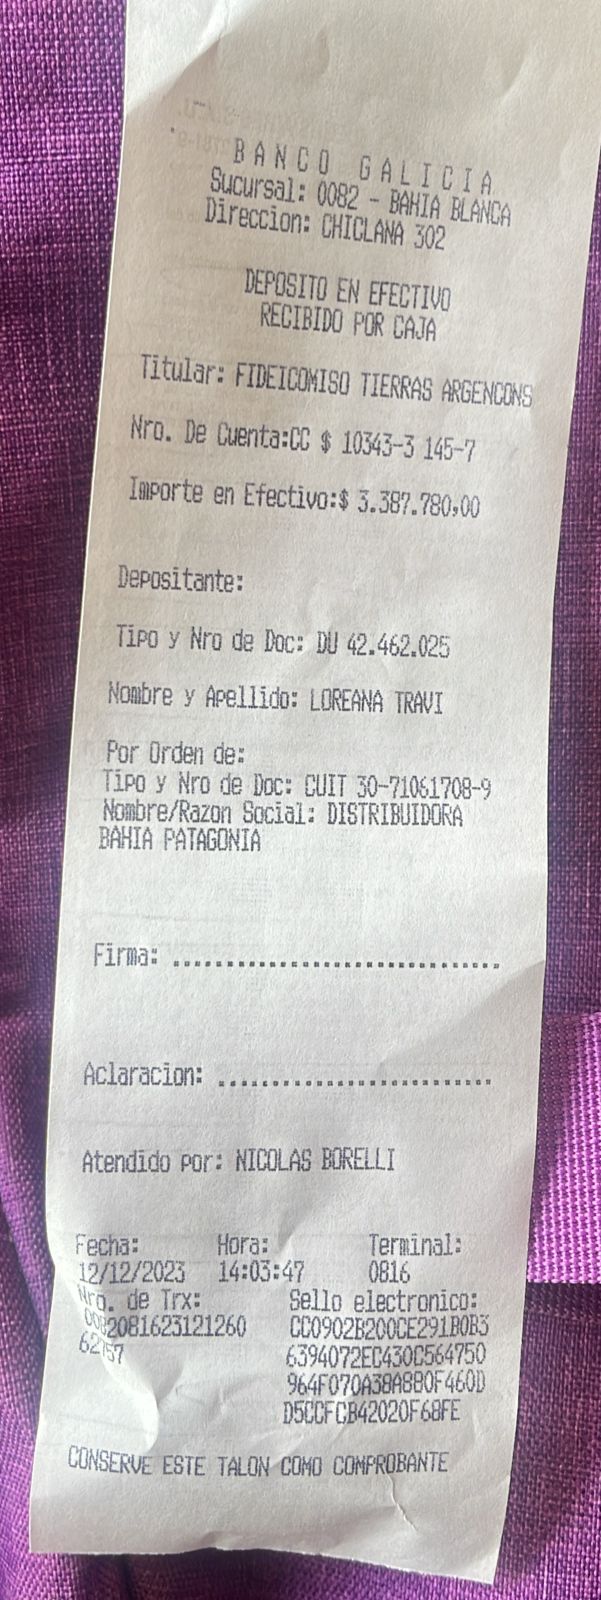 BANCO GALICIA
Sucursal: 0082 - BAHIA BLANCA
Direccion: CHICLANA 302
DEPOSITO EN EFECTIVO
RECIBIDO POR CAJA
Titular: FIDEICOMISO TIERRAS ARGENCONS
Nro. De Cuenta:CC $ 10343-3 145-7
Importe en Efectivo:$ 3.387.780,00
Depositante:
Tipo y Nro de Doc: DU 42.462.025
Nombre y Apellido: LOREANA TRAVI
Por Orden de:
Tipo y Nro de Doc: CUIT 30-71061708-9
Nombre/Razon Social: DISTRIBUIDORA
BAHIA PATAGONIA
Firma: ................................
Aclaracion: ...........................
Atendido por: NICOLAS BORELLI
Fecha: Hora: Terminal:
12/12/2023 14:03:47 0816
Nro. de Trx: Sello electronico:
0082081623121260 CC0902B200CE291B0B3
6394072EC430C564750
964F070A38A880F460D
D5CCFCB42020F68FE
CONSERVE ESTE TALON COMO COMPROBANTE